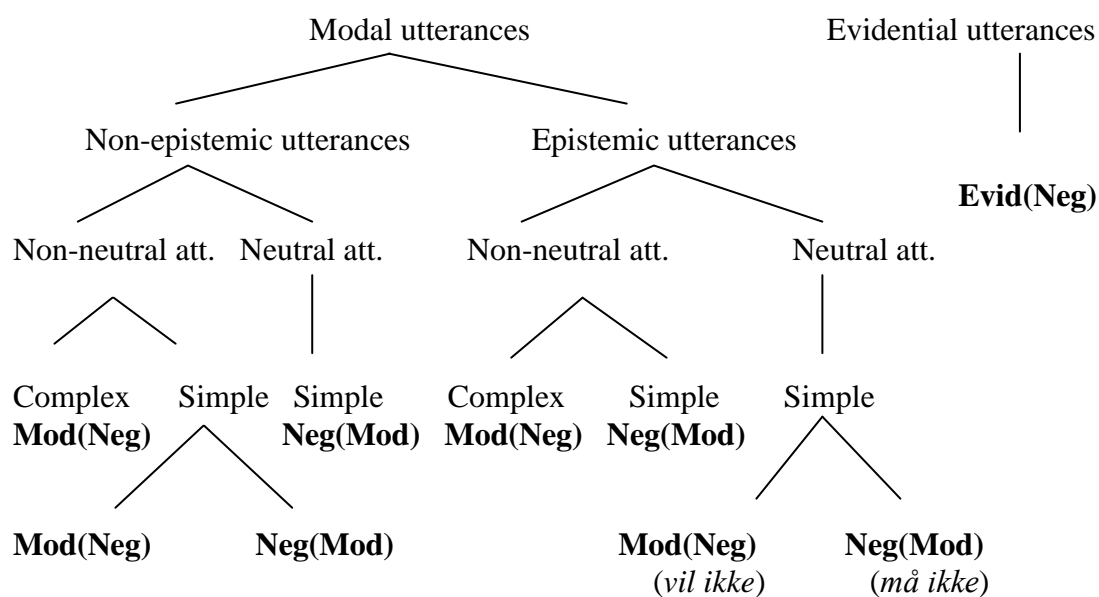 Modal utterances Evidential utterances
Non-epistemic utterances Epistemic utterances
Evid(Neg)
Non-neutral att. Neutral att. Non-neutral att. Neutral att.
Complex Simple Simple Complex Simple Simple
Mod(Neg) Neg(Mod) Mod(Neg) Neg(Mod)
Mod(Neg) Neg(Mod) Mod(Neg) Neg(Mod)
(vil ikke) (må ikke)